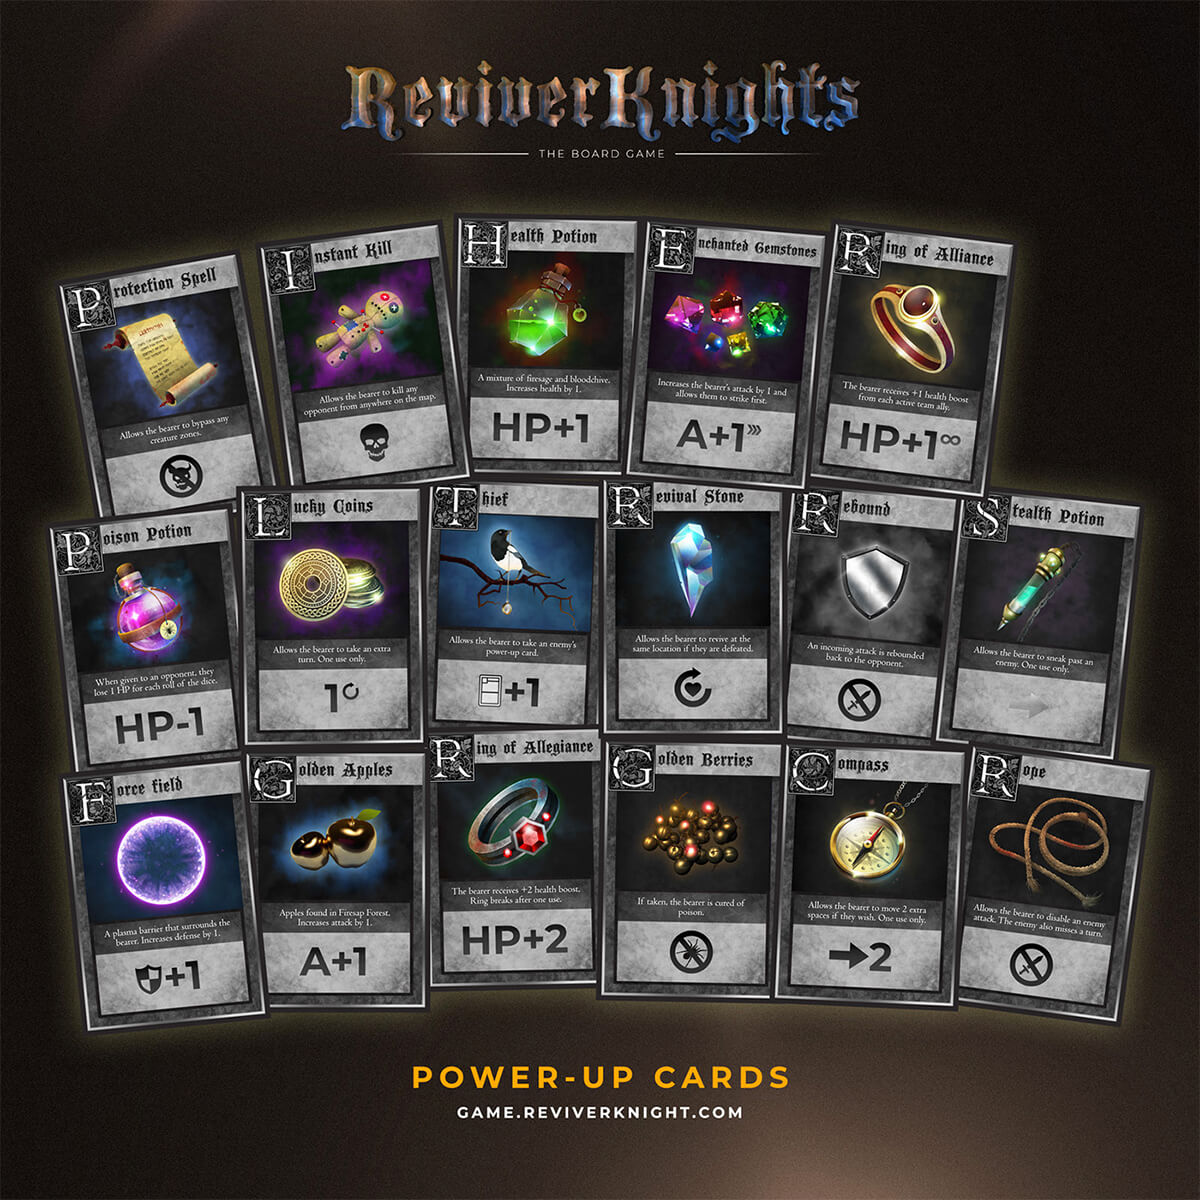 ReviverKnights
THE BOARD GAME
Protection Spell
Allows the bearer to bypass any
creature zones.
Instant Kill
Allows the bearer to kill any
opponent from anywhere on the map.
Health Potion
A mixture of firesage and bloodchive.
Increases health by 1.
HP+1
Enchanted Gemstones
Increases the bearer's attack by 1 and
allows them to strike first.
A+1»»
Ring of Alliance
The bearer receives +1 health boost
from each active team ally.
HP+1∞
Poison Potion
When given to an opponent, they
lose 1 HP for each roll of the dice.
HP-1
Lucky Coins
Allows the bearer to take an extra
turn. One use only.
1
Thief
Allows the bearer to take an enemy's
power-up card.
+1
Revival Stone
Allows the bearer to revive at the
same location if they are defeated.
Rebound
An incoming attack is rebounded
back to the opponent.
Stealth Potion
Allows the bearer to sneak past an
enemy. One use only.
Force field
A plasma barrier that surrounds the
bearer. Increases defense by 1.
+1
Golden Apples
Apples found in Firesap Forest.
Increases attack by 1.
A+1
Ring of Allegiance
The bearer receives +2 health boost.
Ring breaks after one use.
HP+2
Golden Berries
If taken, the bearer is cured of
poison.
Compass
Allows the bearer to move 2 extra
spaces if they wish. One use only.
➡2
Rope
Allows the bearer to disable an enemy
attack. The enemy also misses a turn.
POWER-UP CARDS
GAME.REVIVERKNIGHT.COM